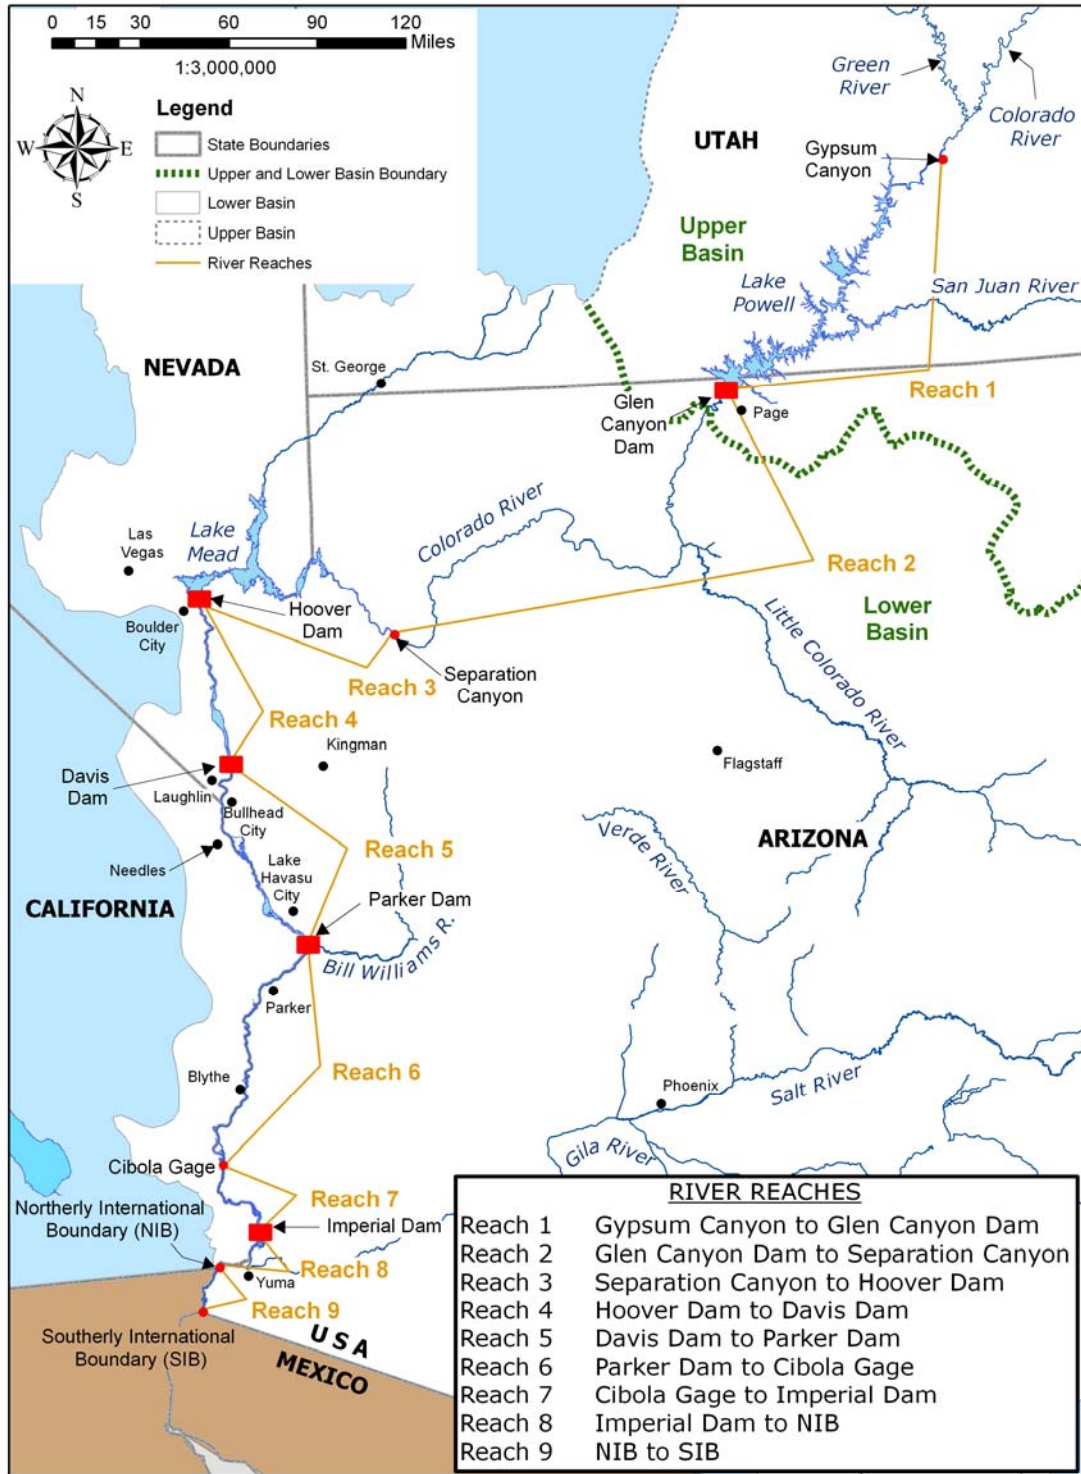 0 15 30 60 90 120
Miles
1:3,000,000
N
W E
S
Legend
State Boundaries
Upper and Lower Basin Boundary
Lower Basin
Upper Basin
River Reaches
Green
River
Colorado
River
UTAH
Gypsum
Canyon
Upper
Basin
Lake
Powell
San Juan River
NEVADA
St. George
Reach 1
Glen
Canyon
Dam
Page
Colorado River
Las
Vegas
Lake
Mead
Reach 2
Hoover
Dam
Boulder
City
Little Colorado River
Lower
Basin
Separation
Canyon
Reach 3
Reach 4
Kingman
Flagstaff
Davis
Dam
Laughlin
Bullhead
City
Needles
Reach 5
Lake
Havasu
City
Verde River
ARIZONA
CALIFORNIA
Parker Dam
Bill Williams R.
Parker
Reach 6
Blythe
Phoenix
Salt River
Gila River
Cibola Gage
Reach 7
Northerly International
Boundary (NIB)
Imperial Dam
Reach 8
Yuma
Reach 9
Southerly International
Boundary (SIB)
USA
MEXICO
RIVER REACHES
Reach 1 Gypsum Canyon to Glen Canyon Dam
Reach 2 Glen Canyon Dam to Separation Canyon
Reach 3 Separation Canyon to Hoover Dam
Reach 4 Hoover Dam to Davis Dam
Reach 5 Davis Dam to Parker Dam
Reach 6 Parker Dam to Cibola Gage
Reach 7 Cibola Gage to Imperial Dam
Reach 8 Imperial Dam to NIB
Reach 9 NIB to SIB